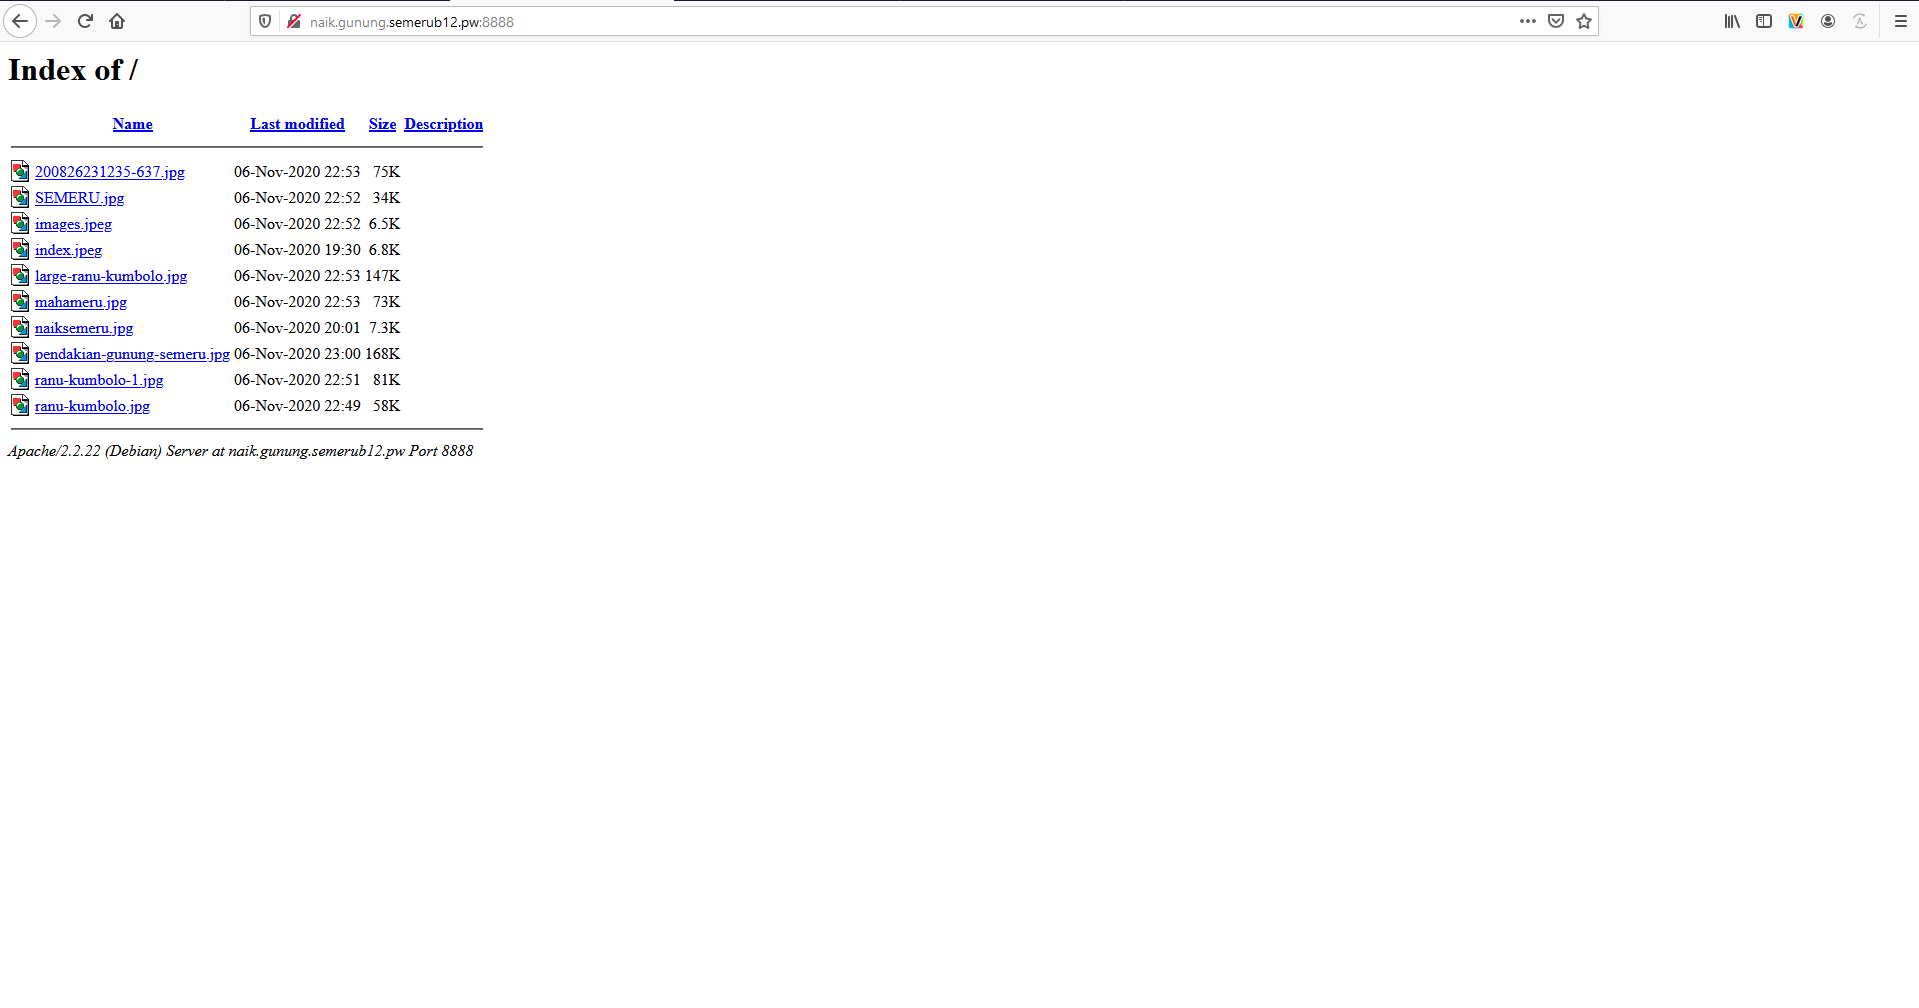 naik.gunung.semerub12.pw:8888
Index of /
Name Last modified Size Description
200826231235-637.jpg 06-Nov-2020 22:53 75K
SEMERU.jpg 06-Nov-2020 22:52 34K
images.jpeg 06-Nov-2020 22:52 6.5K
index.jpeg 06-Nov-2020 19:30 6.8K
large-ranu-kumbolo.jpg 06-Nov-2020 22:53 147K
mahameru.jpg 06-Nov-2020 22:53 73K
naiksemeru.jpg 06-Nov-2020 20:01 7.3K
pendakian-gunung-semeru.jpg 06-Nov-2020 23:00 168K
ranu-kumbolo-1.jpg 06-Nov-2020 22:51 81K
ranu-kumbolo.jpg 06-Nov-2020 22:49 58K
Apache/2.2.22 (Debian) Server at naik.gunung.semerub12.pw Port 8888